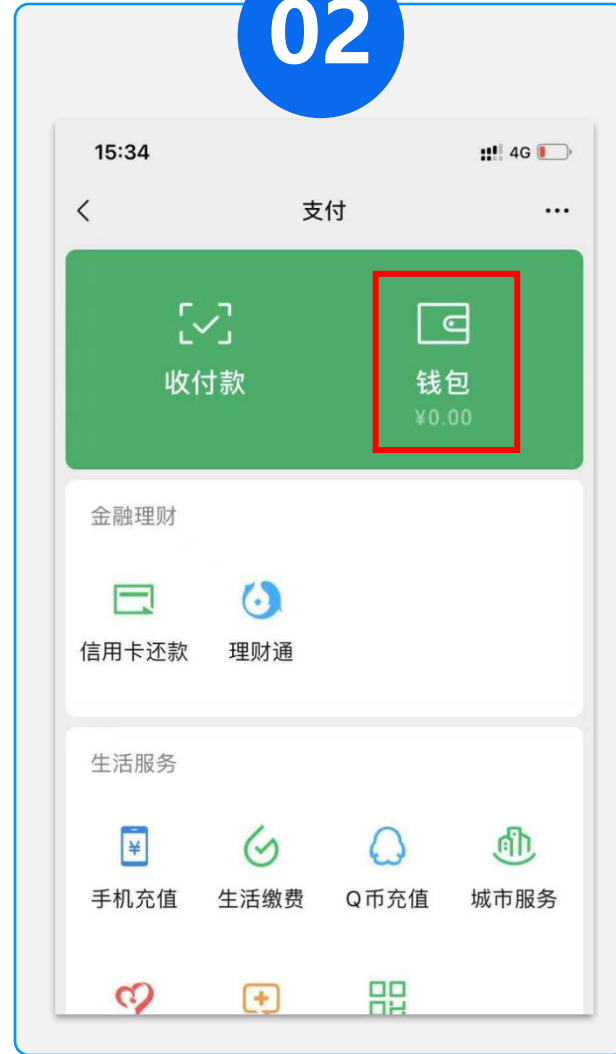 02
15:34
4G
支付
收付款
钱包
¥0.00
金融理财
信用卡还款
理财通
生活服务
¥
手机充值
生活缴费
Q币充值
城市服务